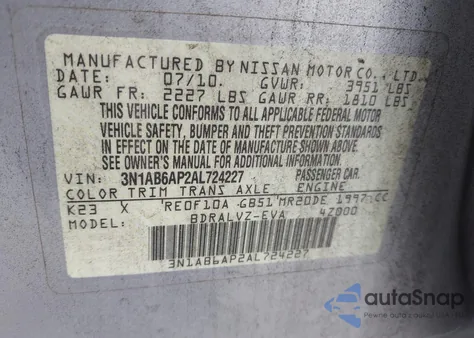 MANUFACTURED BY NISSAN MOTOR CO., LTD.
DATE: 07/10. GVWR: 3951 LBS
GAWR FR: 2227 LBS GAWR RR: 1810 LBS
THIS VEHICLE CONFORMS TO ALL APPLICABLE FEDERAL MOTOR
VEHICLE SAFETY, BUMPER AND THEFT PREVENTION STANDARDS
IN EFFECT ON THE DATE OF MANUFACTURE SHOWN ABOVE.
SEE OWNER'S MANUAL FOR ADDITIONAL INFORMATION.
VIN: 3N1AB6AP2AL724227 PASSENGER CAR.
COLOR TRIM TRANS AXLE ENGINE
K23 X RE0F10A GB51 MR20DE 1997 CC
BDRALVZ-EVA 4Z000
3N1AB6AP2AL724227
autoSnap
Pewne auto z